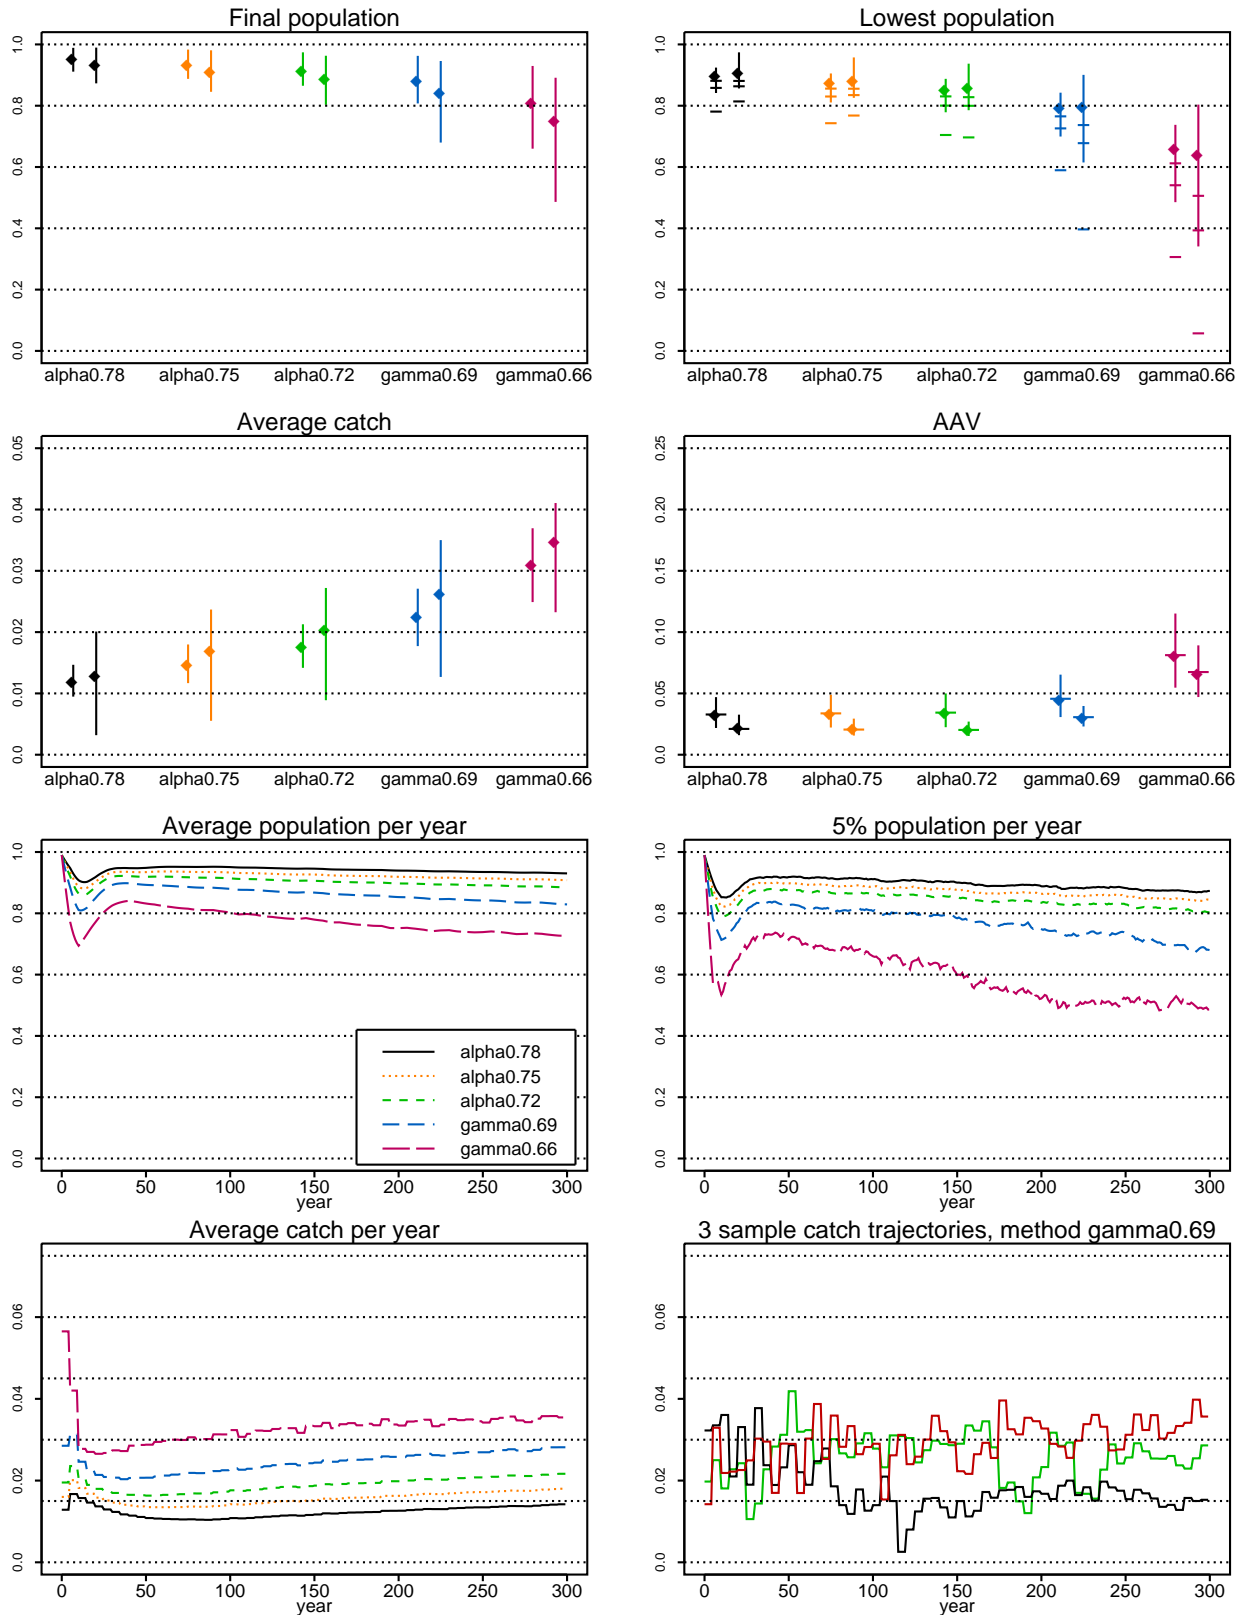 Final population
1.0
0.8
0.6
0.4
0.2
0.0
alpha0.78 alpha0.75 alpha0.72 gamma0.69 gamma0.66
Lowest population
1.0
0.8
0.6
0.4
0.2
0.0
alpha0.78 alpha0.75 alpha0.72 gamma0.69 gamma0.66
Average catch
0.05
0.04
0.03
0.02
0.01
0.0
alpha0.78 alpha0.75 alpha0.72 gamma0.69 gamma0.66
AAV
0.25
0.20
0.15
0.10
0.05
0.0
alpha0.78 alpha0.75 alpha0.72 gamma0.69 gamma0.66
Average population per year
1.0
0.8
0.6
0.4
0.2
0.0
alpha0.78
alpha0.75
alpha0.72
gamma0.69
gamma0.66
0 50 100 150 200 250 300
year
5% population per year
1.0
0.8
0.6
0.4
0.2
0.0
0 50 100 150 200 250 300
year
Average catch per year
0.06
0.04
0.02
0.0
0 50 100 150 200 250 300
year
3 sample catch trajectories, method gamma0.69
0.06
0.04
0.02
0.0
0 50 100 150 200 250 300
year